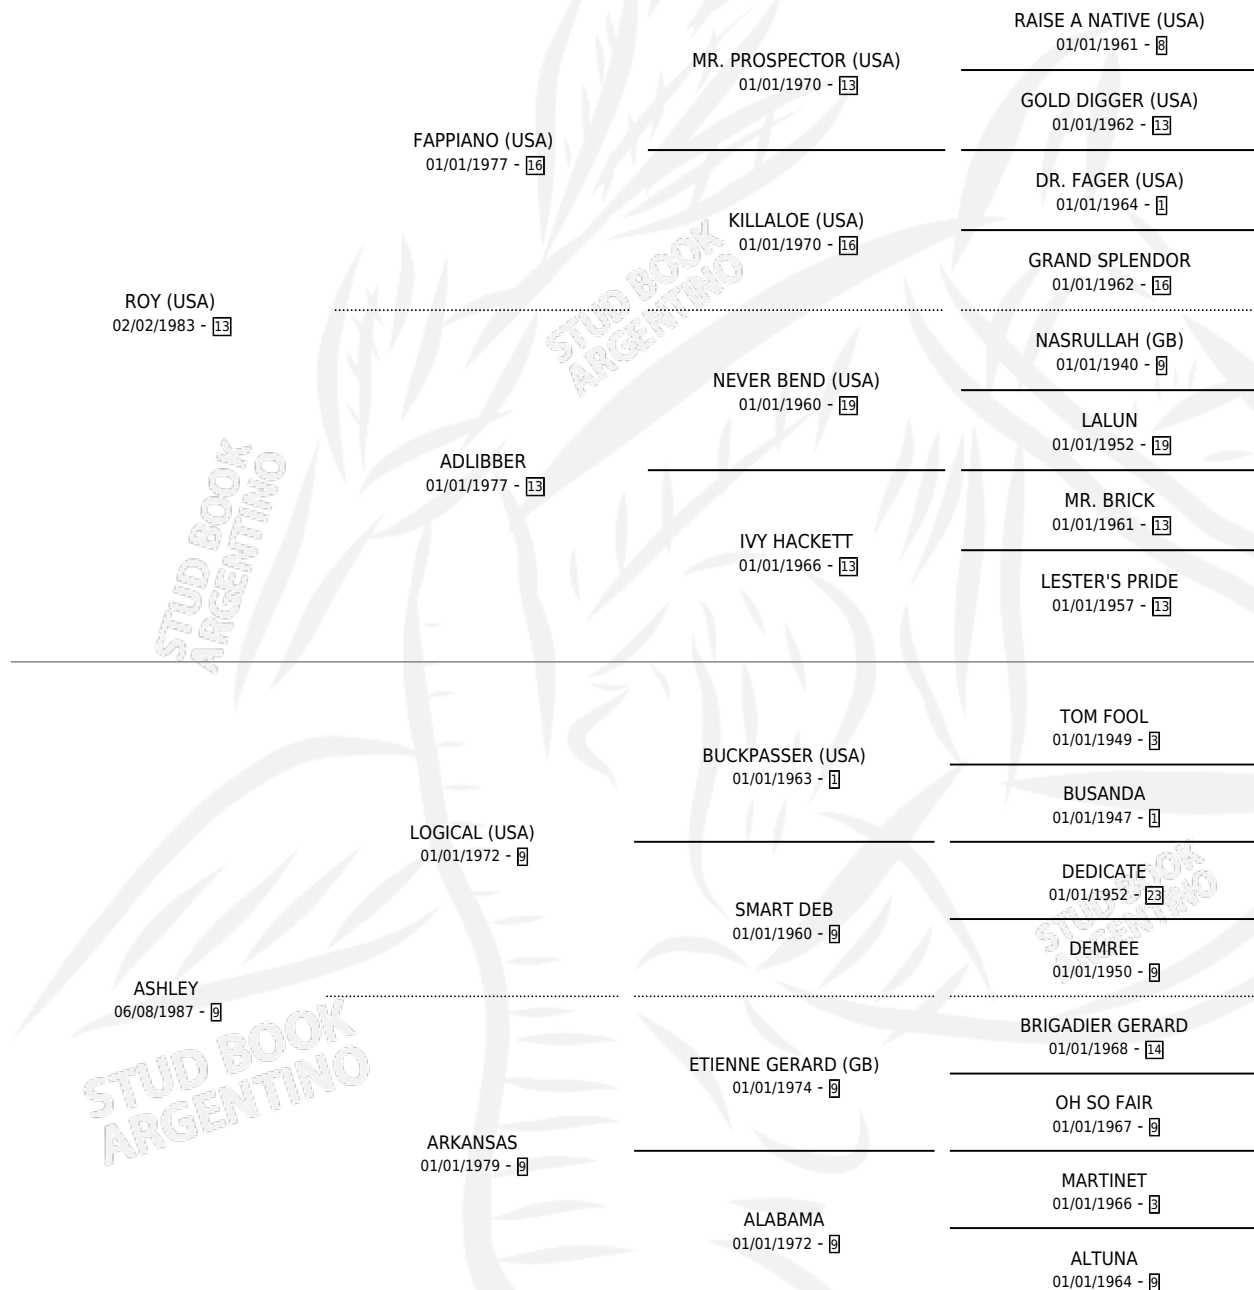 RAISE A NATIVE (USA)
01/01/1961 - 8
MR. PROSPECTOR (USA)
01/01/1970 - 13
GOLD DIGGER (USA)
01/01/1962 - 13
FAPPIANO (USA)
01/01/1977 - 16
DR. FAGER (USA)
01/01/1964 - 1
KILLALOE (USA)
01/01/1970 - 16
GRAND SPLENDOR
01/01/1962 - 16
ROY (USA)
02/02/1983 - 13
STUD BOOK
ARGENTINO
NASRULLAH (GB)
01/01/1940 - 9
NEVER BEND (USA)
01/01/1960 - 19
LALUN
01/01/1952 - 19
ADLIBBER
01/01/1977 - 13
MR. BRICK
01/01/1961 - 13
IVY HACKETT
01/01/1966 - 13
LESTER'S PRIDE
01/01/1957 - 13
STUD BOOK
ARGENTINO
TOM FOOL
01/01/1949 - 3
BUCKPASSER (USA)
01/01/1963 - 1
BUSANDA
01/01/1947 - 1
LOGICAL (USA)
01/01/1972 - 9
DEDICATE
01/01/1952 - 23
SMART DEB
01/01/1960 - 9
DEMREE
01/01/1950 - 9
STUD BOOK
ARGENTINO
ASHLEY
06/08/1987 - 9
STUD BOOK
ARGENTINO
BRIGADIER GERARD
01/01/1968 - 14
ETIENNE GERARD (GB)
01/01/1974 - 9
OH SO FAIR
01/01/1967 - 9
ARKANSAS
01/01/1979 - 9
MARTINET
01/01/1966 - 3
ALABAMA
01/01/1972 - 9
ALTUNA
01/01/1964 - 9